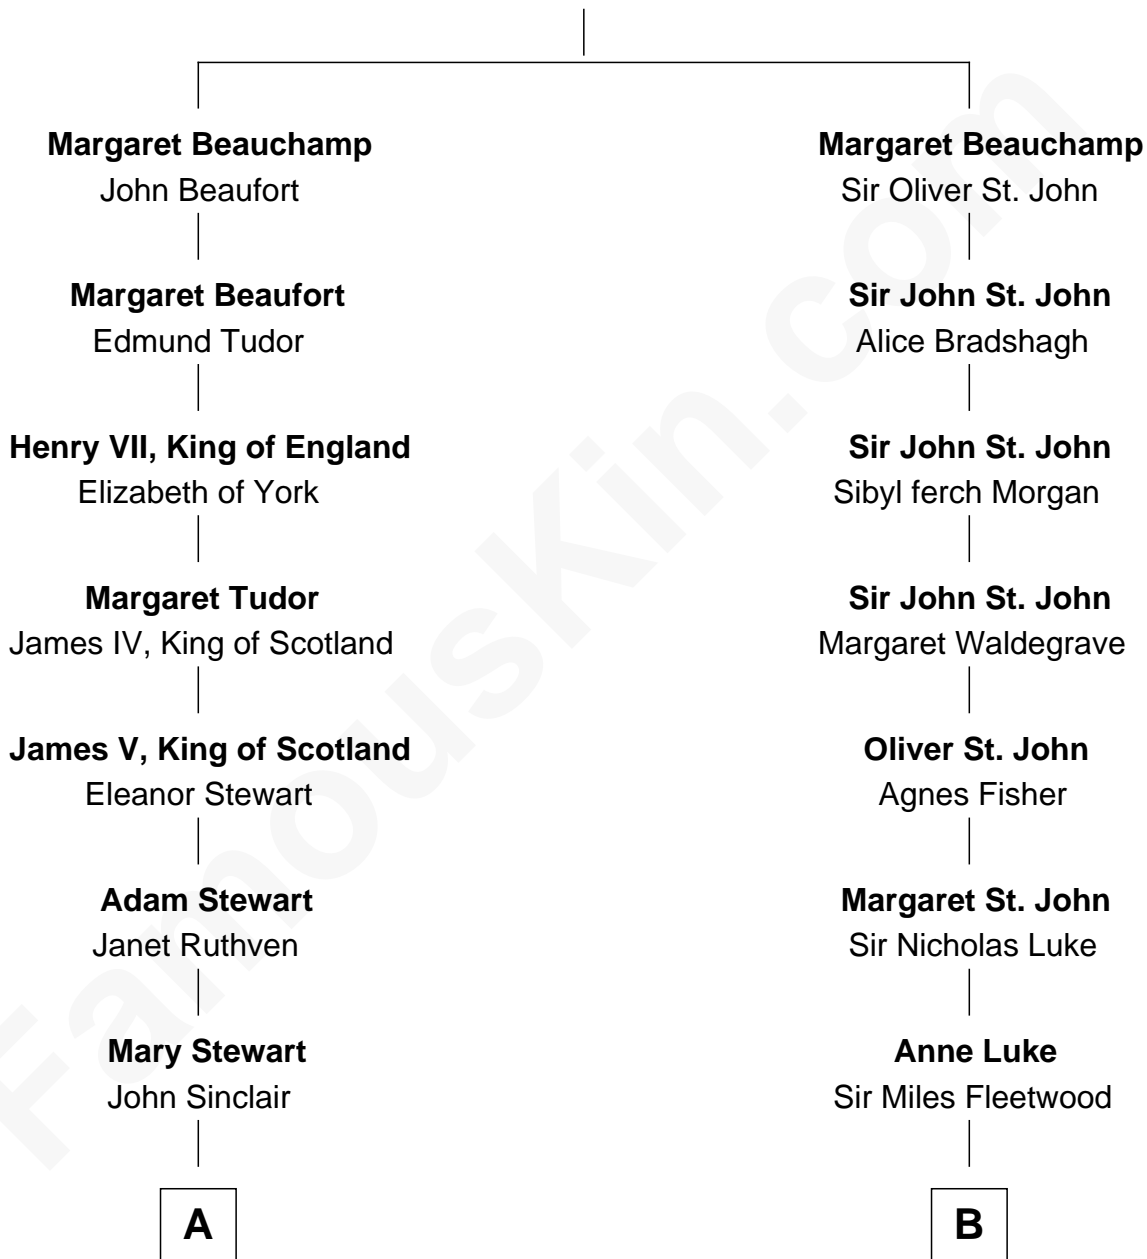 Margaret Beauchamp
John Beaufort
Margaret Beaufort
Edmund Tudor
Henry VII, King of England
Elizabeth of York
Margaret Tudor
James IV, King of Scotland
James V, King of Scotland
Eleanor Stewart
Adam Stewart
Janet Ruthven
Mary Stewart
John Sinclair
A
Margaret Beauchamp
Sir Oliver St. John
Sir John St. John
Alice Bradshagh
Sir John St. John
Sibyl ferch Morgan
Sir John St. John
Margaret Waldegrave
Oliver St. John
Agnes Fisher
Margaret St. John
Sir Nicholas Luke
Anne Luke
Sir Miles Fleetwood
B
FamousKin.com